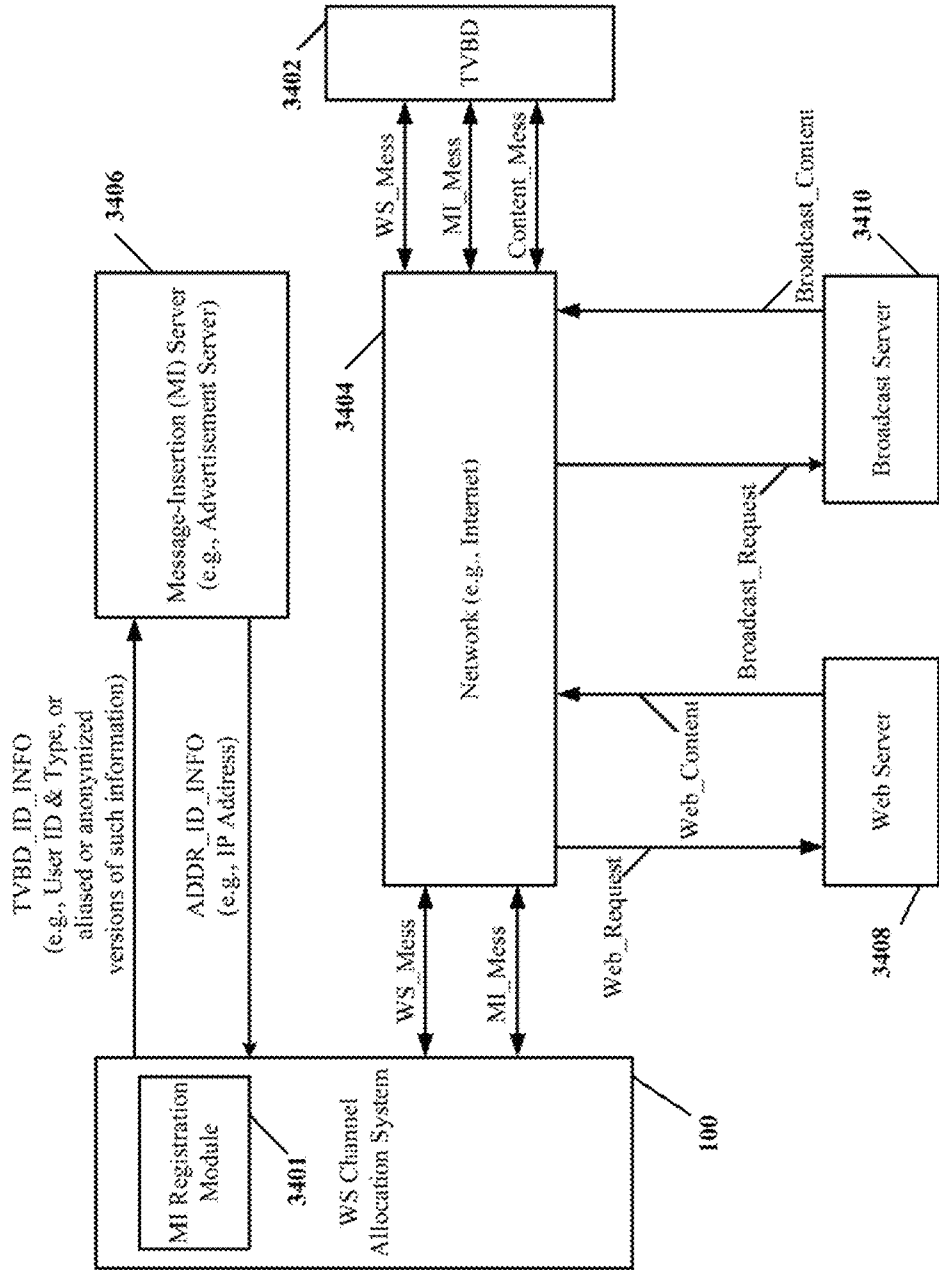 TVBD_ID_INFO
(e.g., User ID & Type, or
aliased or anonymized
versions of such information)
ADDR_ID_INFO
(e.g., IP Address)
3406
Message-Insertion (MI) Server
(e.g., Advertisement Server)
MI Registration
Module
3401
WS Channel
Allocation System
100
WS_Mess
MI_Mess
3404
Network (e.g., Internet)
WS_Mess
MI_Mess
Content_Mess
3402
TVBD
Web_Request
Web_Content
Broadcast_Request
Broadcast_Content
3408
Web Server
3410
Broadcast Server